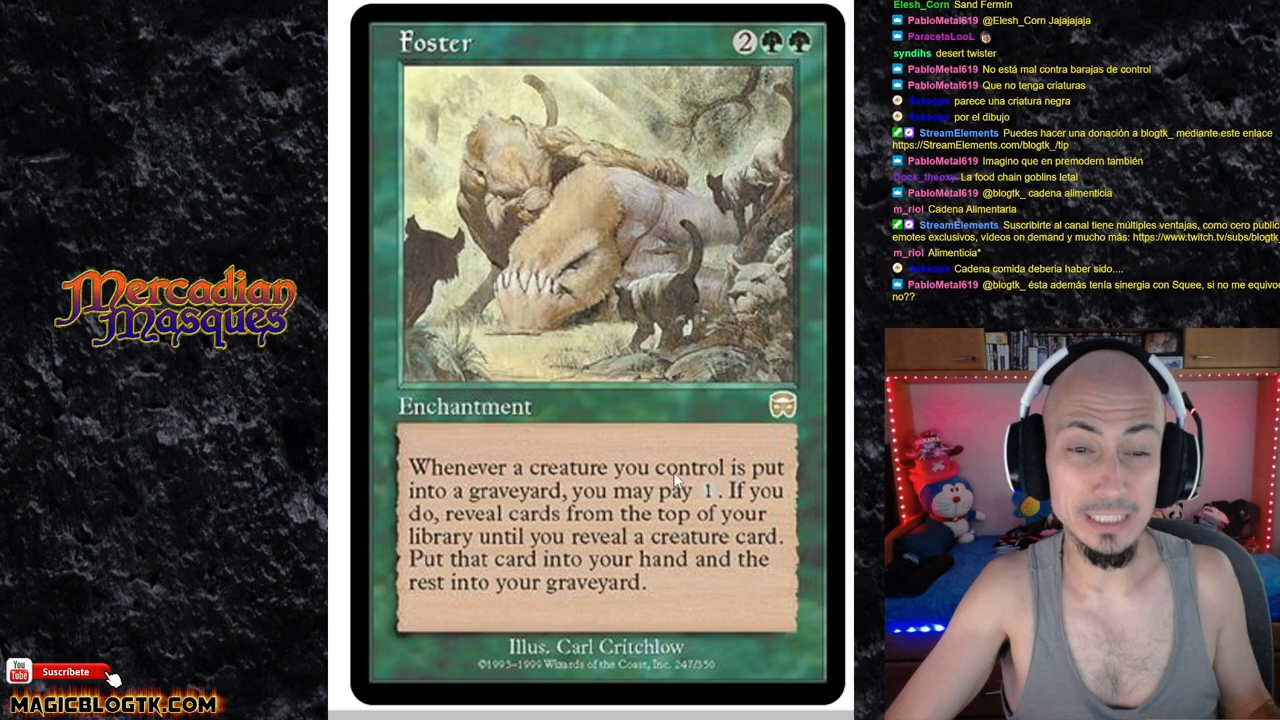 Foster
2
Enchantment
Whenever a creature you control is put
into a graveyard, you may pay 1. If you
do, reveal cards from the top of your
library until you reveal a creature card.
Put that card into your hand and the
rest into your graveyard.
Illus. Carl Critchlow
©1993-1999 Wizards of the Coast, Inc. 247/350
Mercadian
Masques
You
Tube
Suscríbete
MAGICBLOGTK.COM
Elesh_Corn Sand Fermín
PabloMetal619 @Elesh_Corn Jajajajaja
ParacetaLooL
syndihs desert twister
PabloMetal619 No está mal contra barajas de control
PabloMetal619 Que no tenga criaturas
parece una criatura negra
por el dibujo
StreamElements Puedes hacer una donación a blogtk_ mediante este enlace
https://StreamElements.com/blogtk_/tip
PabloMetal619 Imagino que en premodern también
La food chain goblins letal
PabloMetal619 @blogtk_ cadena alimenticia
m_riol Cadena Alimentaria
StreamElements Suscribirte al canal tiene múltiples ventajas, como cero public
emotes exclusivos, vídeos on demand y mucho más: https://www.twitch.tv/subs/blogtk_
m_riol Alimenticia*
Cadena comida debería haber sido....
PabloMetal619 @blogtk_ ésta además tenía sinergia con Squee, si no me equivoc
no??